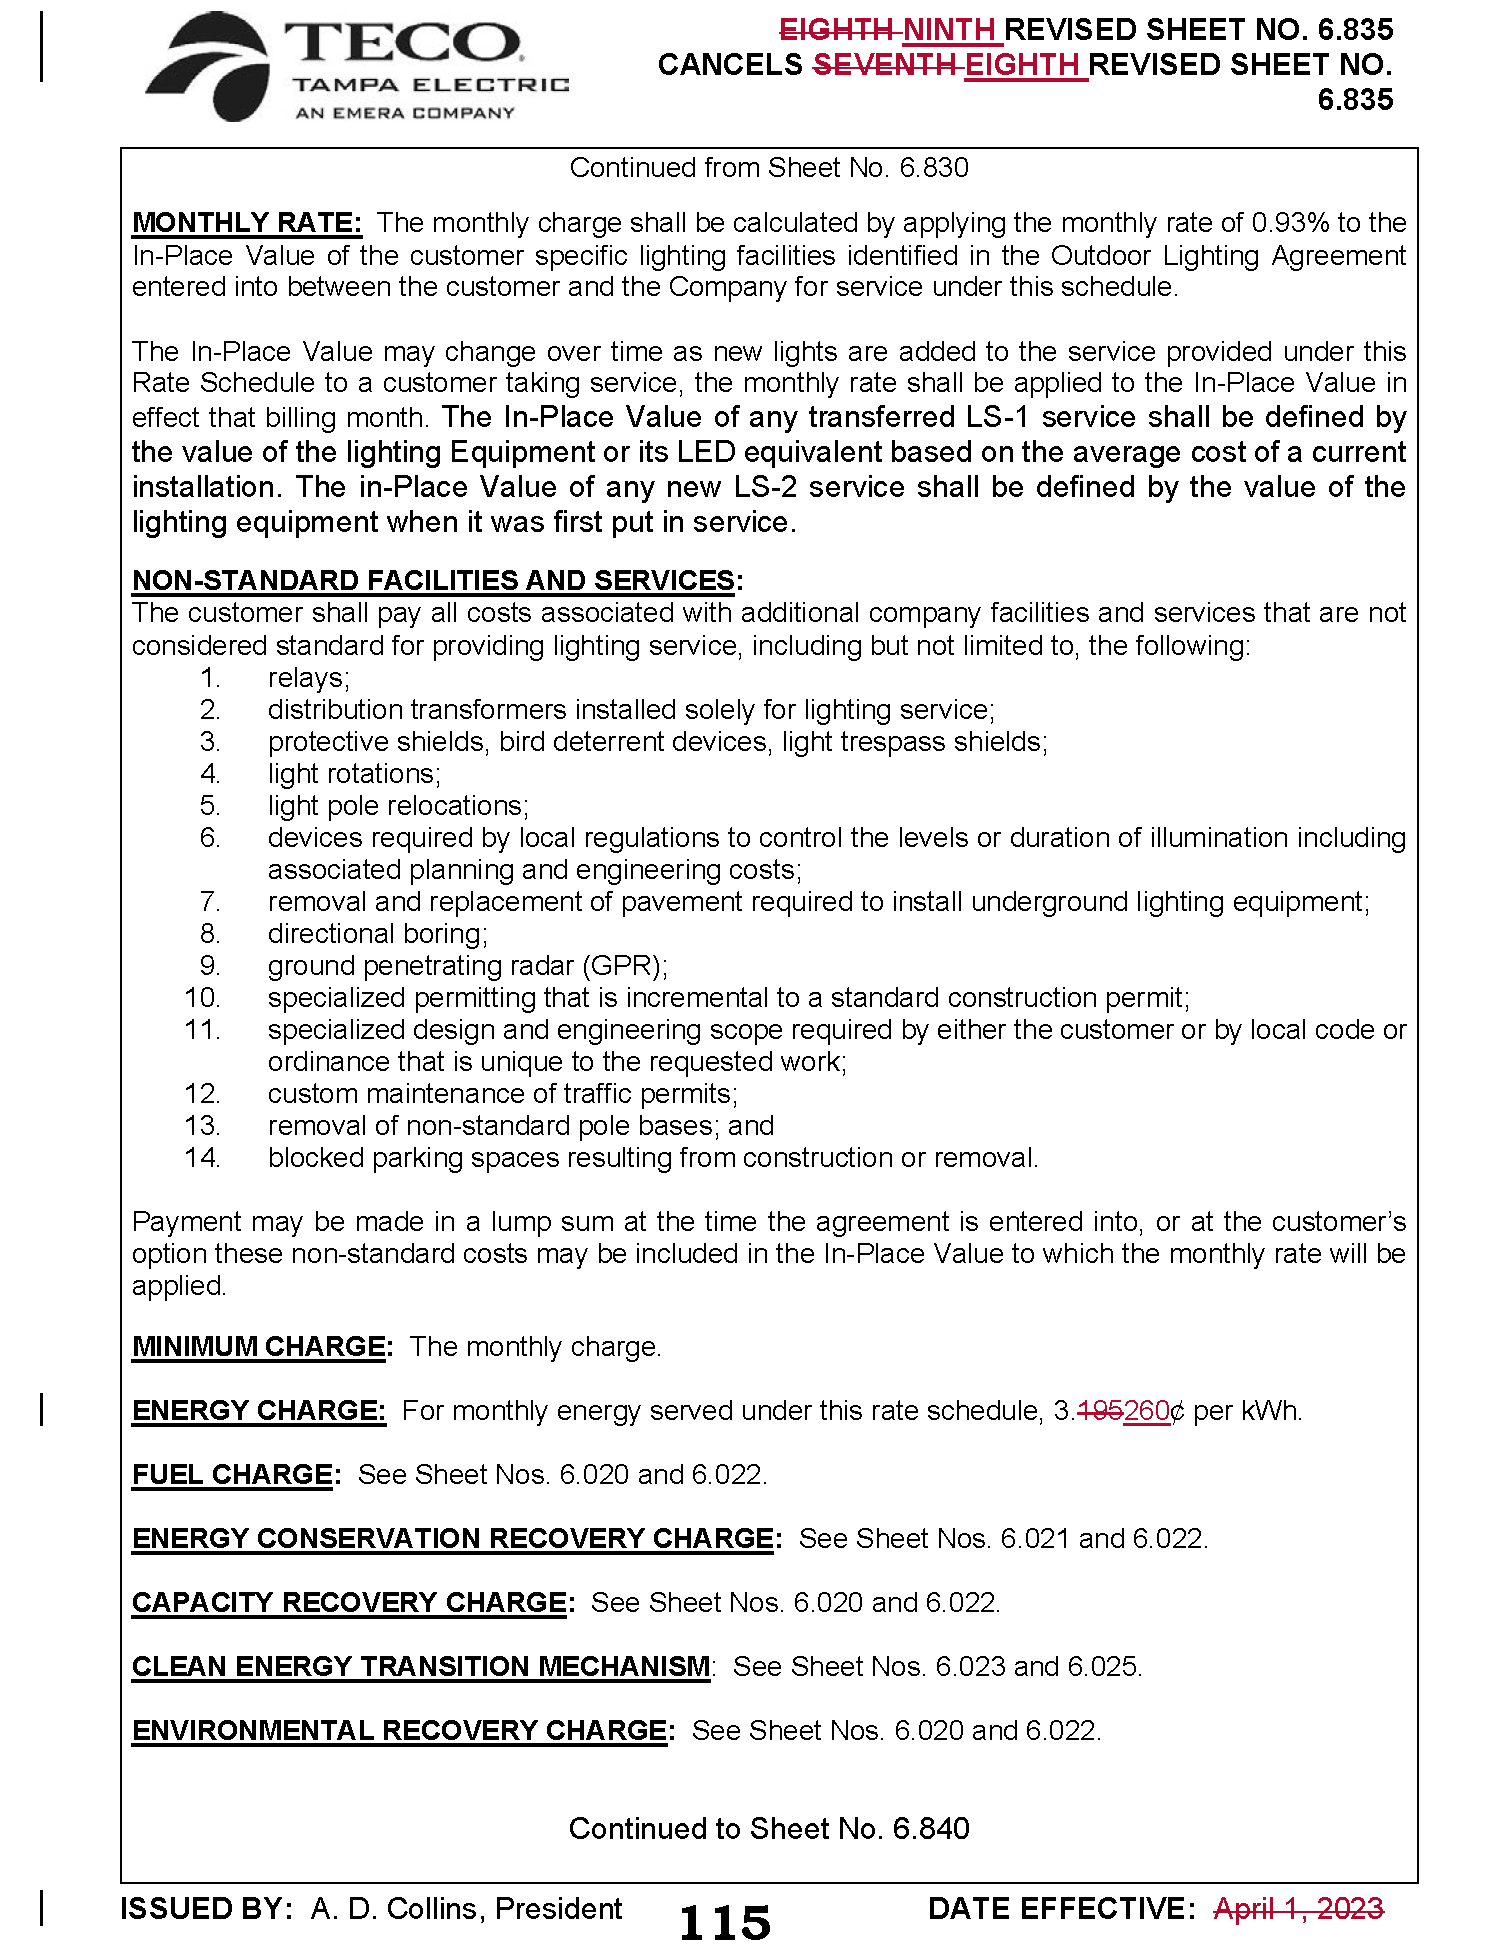 TECO.
TAMPA ELECTRIC
AN EMERA COMPANY
EIGHTH NINTH REVISED SHEET NO. 6.835
CANCELS SEVENTH EIGHTH REVISED SHEET NO.
6.835
Continued from Sheet No. 6.830
MONTHLY RATE: The monthly charge shall be calculated by applying the monthly rate of 0.93% to the
In-Place Value of the customer specific lighting facilities identified in the Outdoor Lighting Agreement
entered into between the customer and the Company for service under this schedule.
The In-Place Value may change over time as new lights are added to the service provided under this
Rate Schedule to a customer taking service, the monthly rate shall be applied to the In-Place Value in
effect that billing month. The In-Place Value of any transferred LS-1 service shall be defined by
the value of the lighting Equipment or its LED equivalent based on the average cost of a current
installation. The in-Place Value of any new LS-2 service shall be defined by the value of the
lighting equipment when it was first put in service.
NON-STANDARD FACILITIES AND SERVICES:
The customer shall pay all costs associated with additional company facilities and services that are not
considered standard for providing lighting service, including but not limited to, the following:
1. relays;
2. distribution transformers installed solely for lighting service;
3. protective shields, bird deterrent devices, light trespass shields;
4. light rotations;
5. light pole relocations;
6. devices required by local regulations to control the levels or duration of illumination including
associated planning and engineering costs;
7. removal and replacement of pavement required to install underground lighting equipment;
8. directional boring;
9. ground penetrating radar (GPR);
10. specialized permitting that is incremental to a standard construction permit;
11. specialized design and engineering scope required by either the customer or by local code or
ordinance that is unique to the requested work;
12. custom maintenance of traffic permits;
13. removal of non-standard pole bases; and
14. blocked parking spaces resulting from construction or removal.
Payment may be made in a lump sum at the time the agreement is entered into, or at the customer’s
option these non-standard costs may be included in the In-Place Value to which the monthly rate will be
applied.
MINIMUM CHARGE: The monthly charge.
ENERGY CHARGE: For monthly energy served under this rate schedule, 3.195260¢ per kWh.
FUEL CHARGE: See Sheet Nos. 6.020 and 6.022.
ENERGY CONSERVATION RECOVERY CHARGE: See Sheet Nos. 6.021 and 6.022.
CAPACITY RECOVERY CHARGE: See Sheet Nos. 6.020 and 6.022.
CLEAN ENERGY TRANSITION MECHANISM: See Sheet Nos. 6.023 and 6.025.
ENVIRONMENTAL RECOVERY CHARGE: See Sheet Nos. 6.020 and 6.022.
Continued to Sheet No. 6.840
ISSUED BY: A. D. Collins, President 115 DATE EFFECTIVE: April 1, 2023